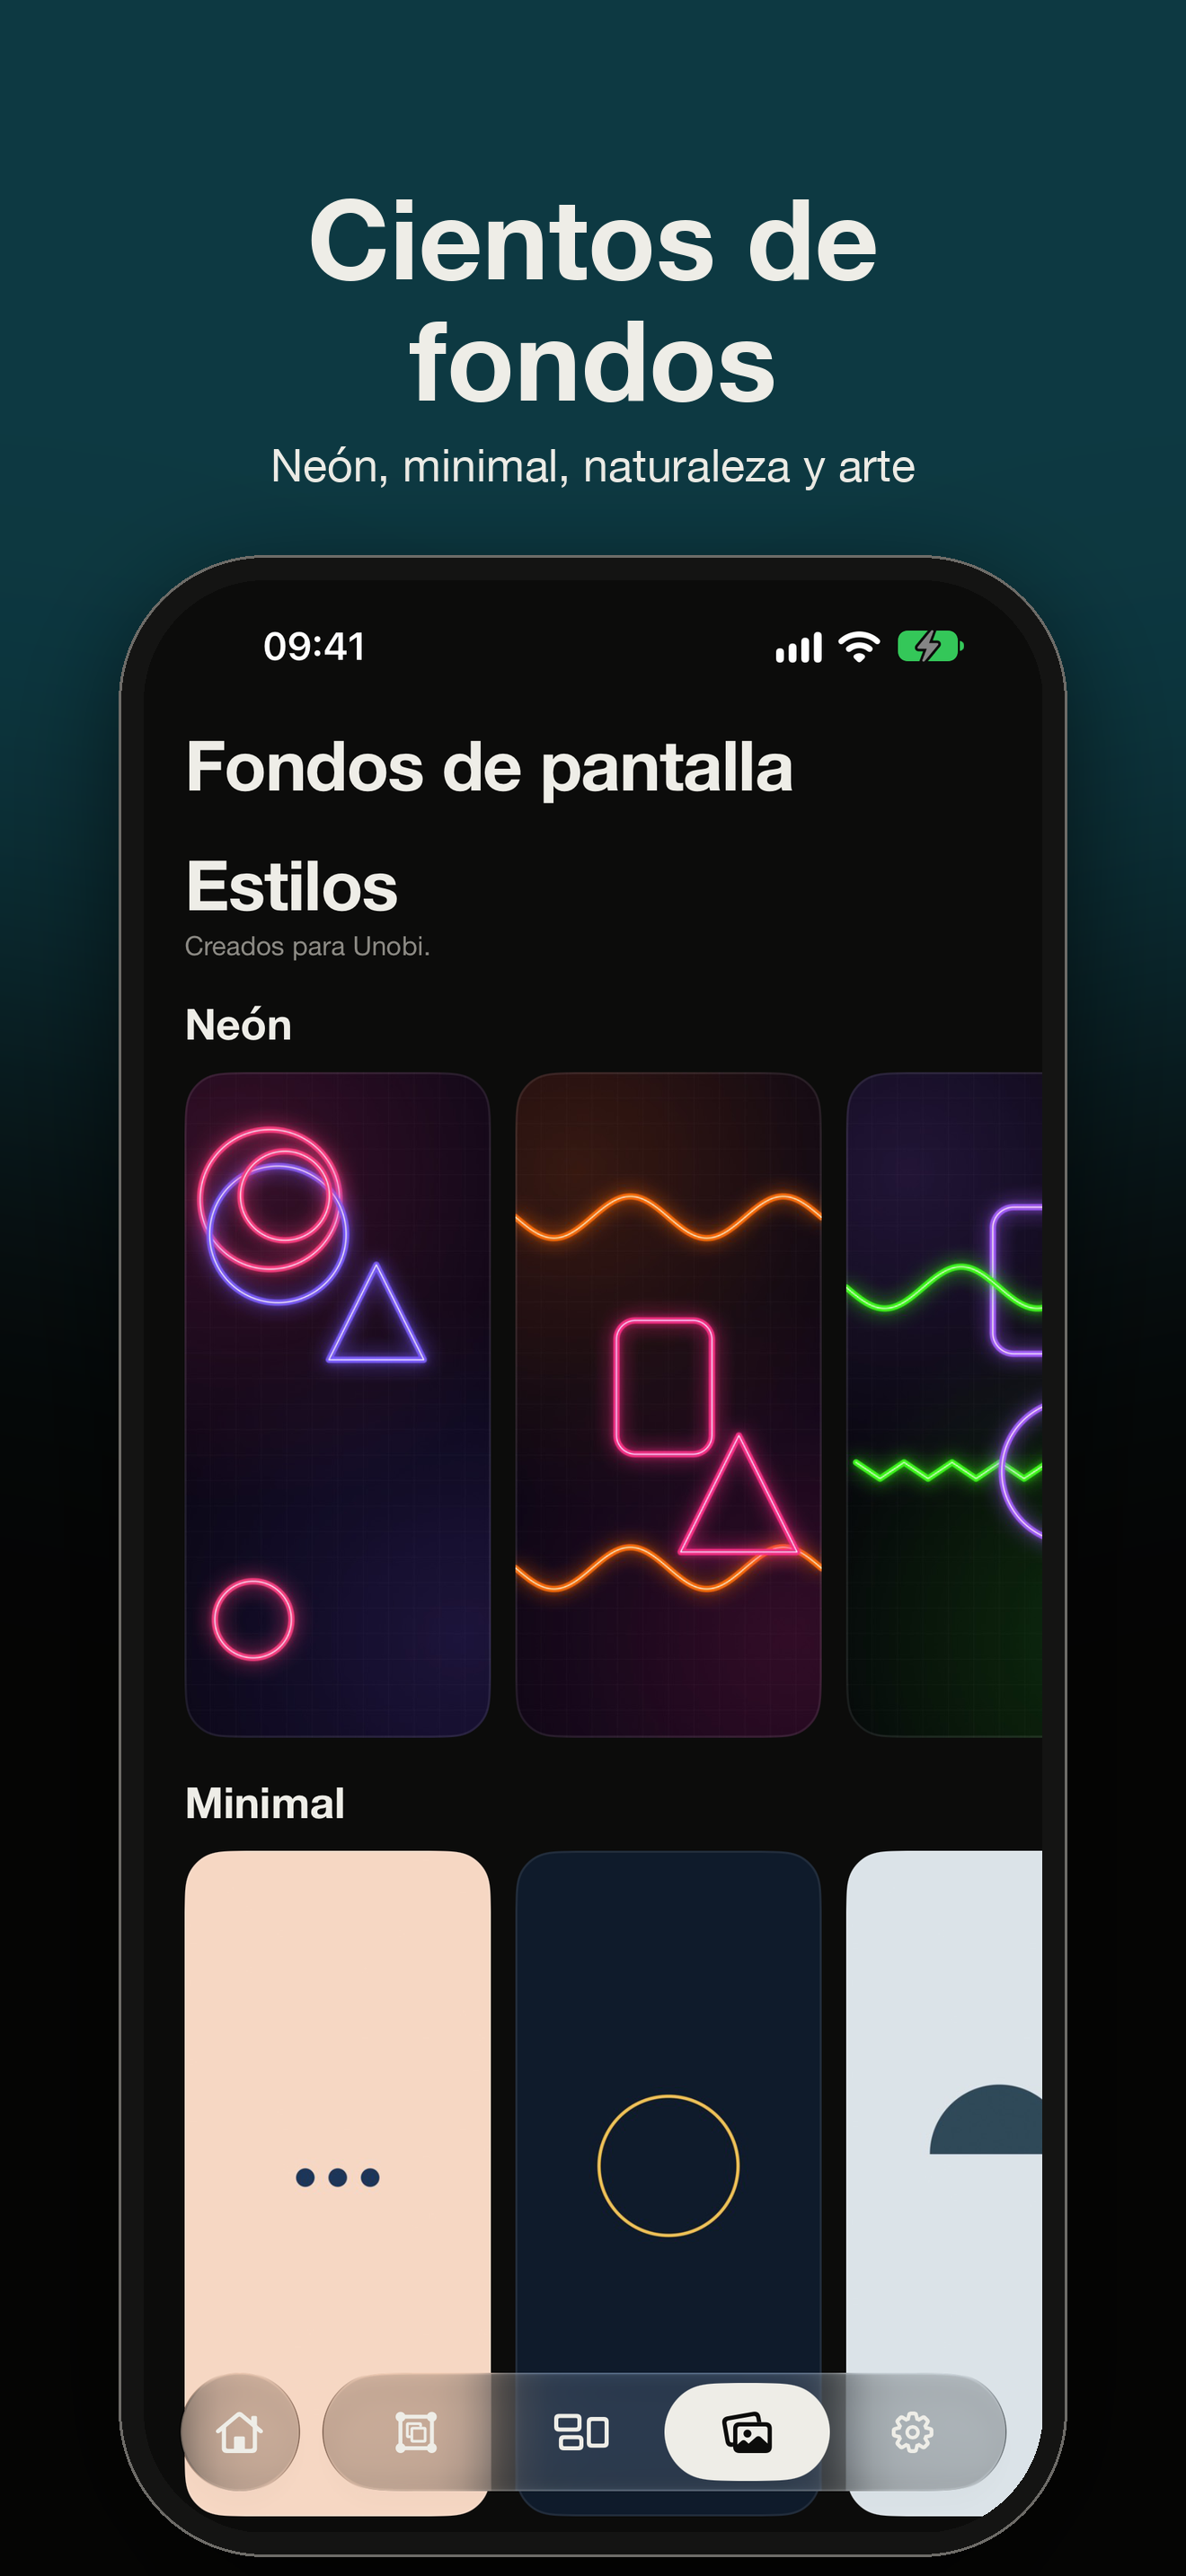 Cientos de
fondos
Neón, minimal, naturaleza y arte
09:41
Fondos de pantalla
Estilos
Creados para Unobi.
Neón
Minimal